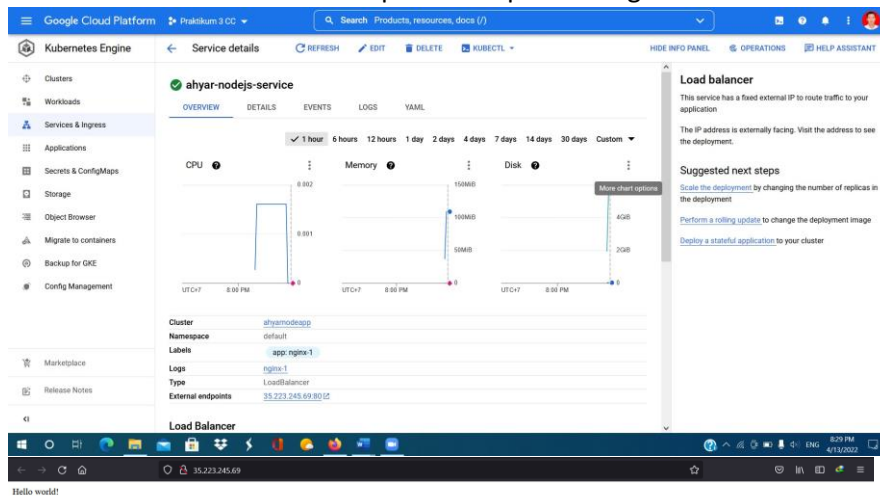 Google Cloud Platform
Praktikum 3 CC
Search Products, resources, docs (/)
Kubernetes Engine
Service details
REFRESH
EDIT
DELETE
KUBECTL
HIDE INFO PANEL
OPERATIONS
HELP ASSISTANT
Clusters
Workloads
Services & Ingress
Applications
Secrets & ConfigMaps
Storage
Object Browser
Migrate to containers
Backup for GKE
Config Management
Marketplace
Release Notes
ahyar-nodejs-service
OVERVIEW DETAILS EVENTS LOGS YAML
1 hour 6 hours 12 hours 1 day 2 days 4 days 7 days 14 days 30 days Custom
CPU
0.002
0.001
0
UTC+7 8:00 PM
Memory
150MiB
100MiB
50MiB
0
UTC+7 8:00 PM
Disk
More chart options
4GiB
2GiB
0
UTC+7 8:00 PM
Cluster ahyarnodeapp
Namespace default
Labels app: nginx-1
Logs nginx-1
Type LoadBalancer
External endpoints 35.223.245.69:80
Load Balancer
Load balancer
This service has a fixed external IP to route traffic to your
application
The IP address is externally facing. Visit the address to see
the deployment.
Suggested next steps
Scale the deployment by changing the number of replicas in
the deployment
Perform a rolling update to change the deployment image
Deploy a stateful application to your cluster
ENG
8:29 PM
4/13/2022
35.223.245.69
Hello world!